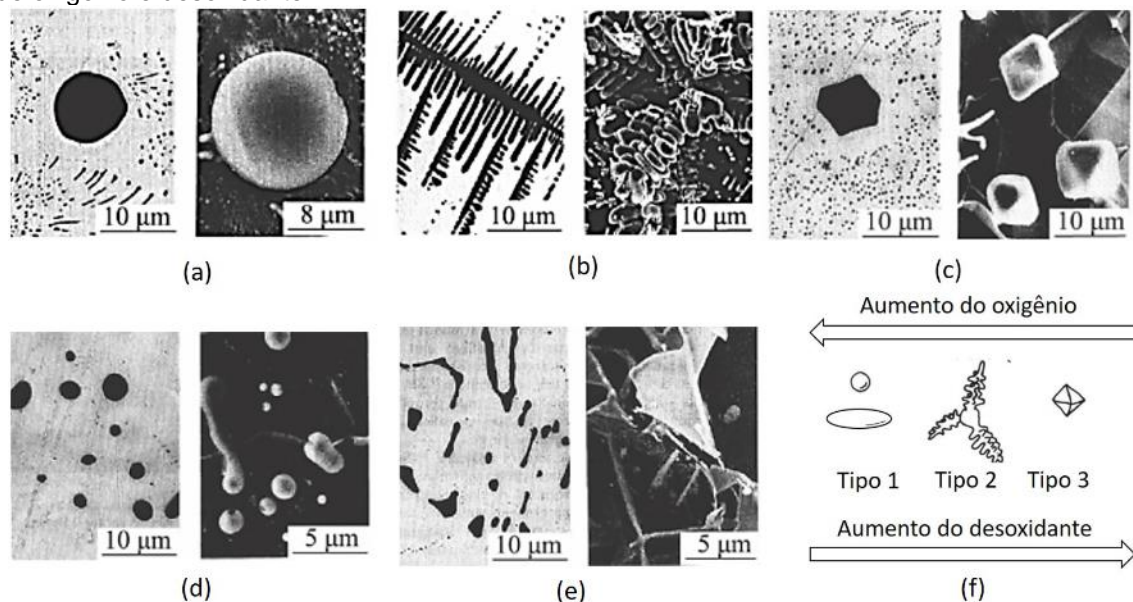 10 µm
8 µm
10 µm
10 µm
10 µm
10 µm
(a)
(b)
(c)
Aumento do oxigênio
Tipo 1 Tipo 2 Tipo 3
Aumento do desoxidante
10 µm
5 µm
10 µm
5 µm
(d)
(e)
(f)